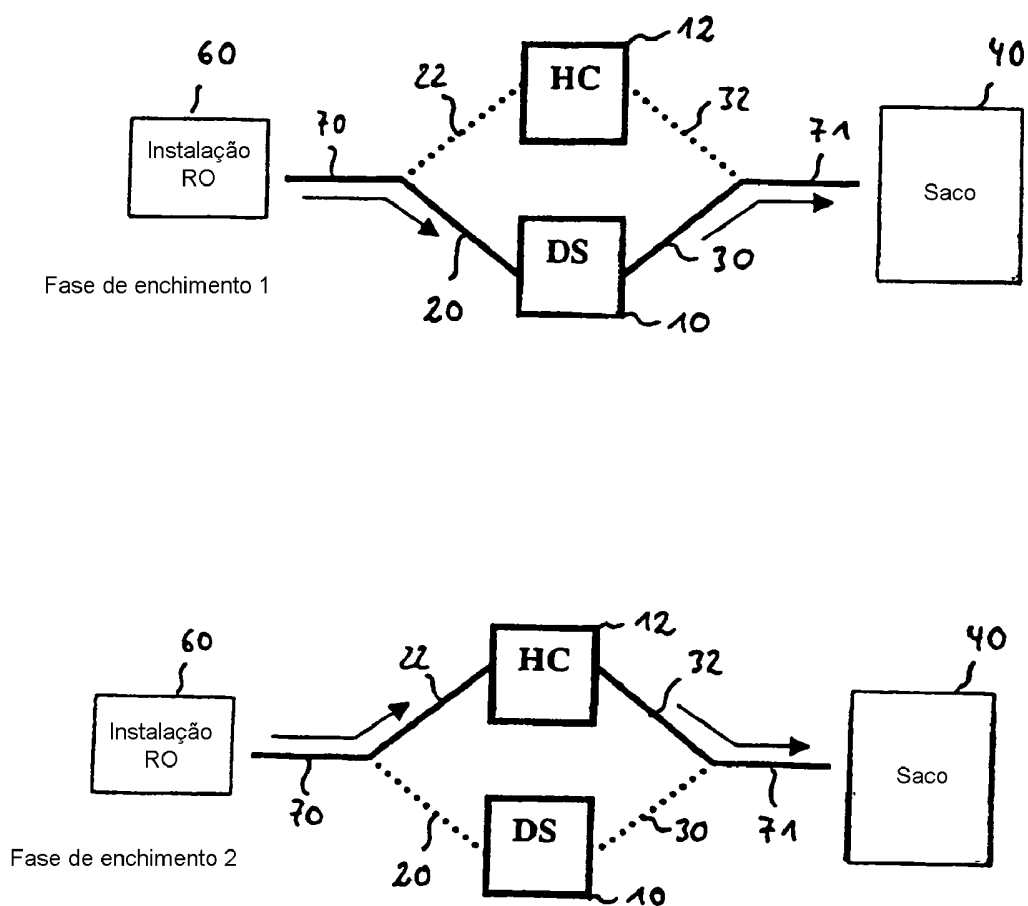 60
22
HC
12
32
40
70
Instalação
RO
71
Saco
DS
20
30
10
Fase de enchimento 1
60
22
HC
12
32
40
Instalação
RO
70
71
Saco
DS
20
30
10
Fase de enchimento 2